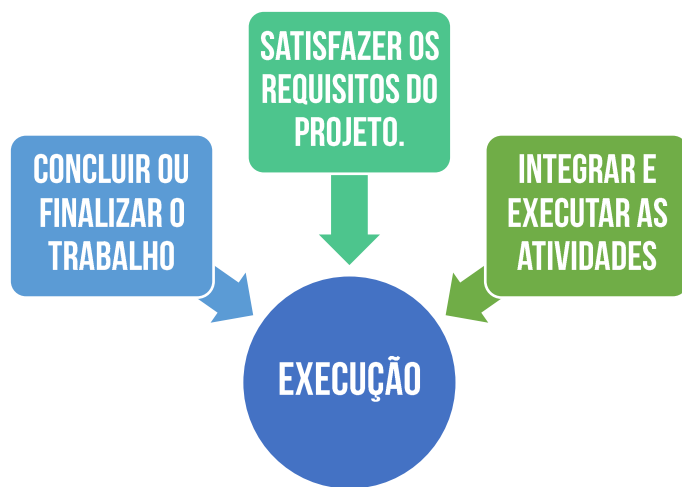 SATISFAZER OS
REQUISITOS DO
PROJETO.
CONCLUIR OU
FINALIZAR O
TRABALHO
INTEGRAR E
EXECUTAR AS
ATIVIDADES
EXECUÇÃO